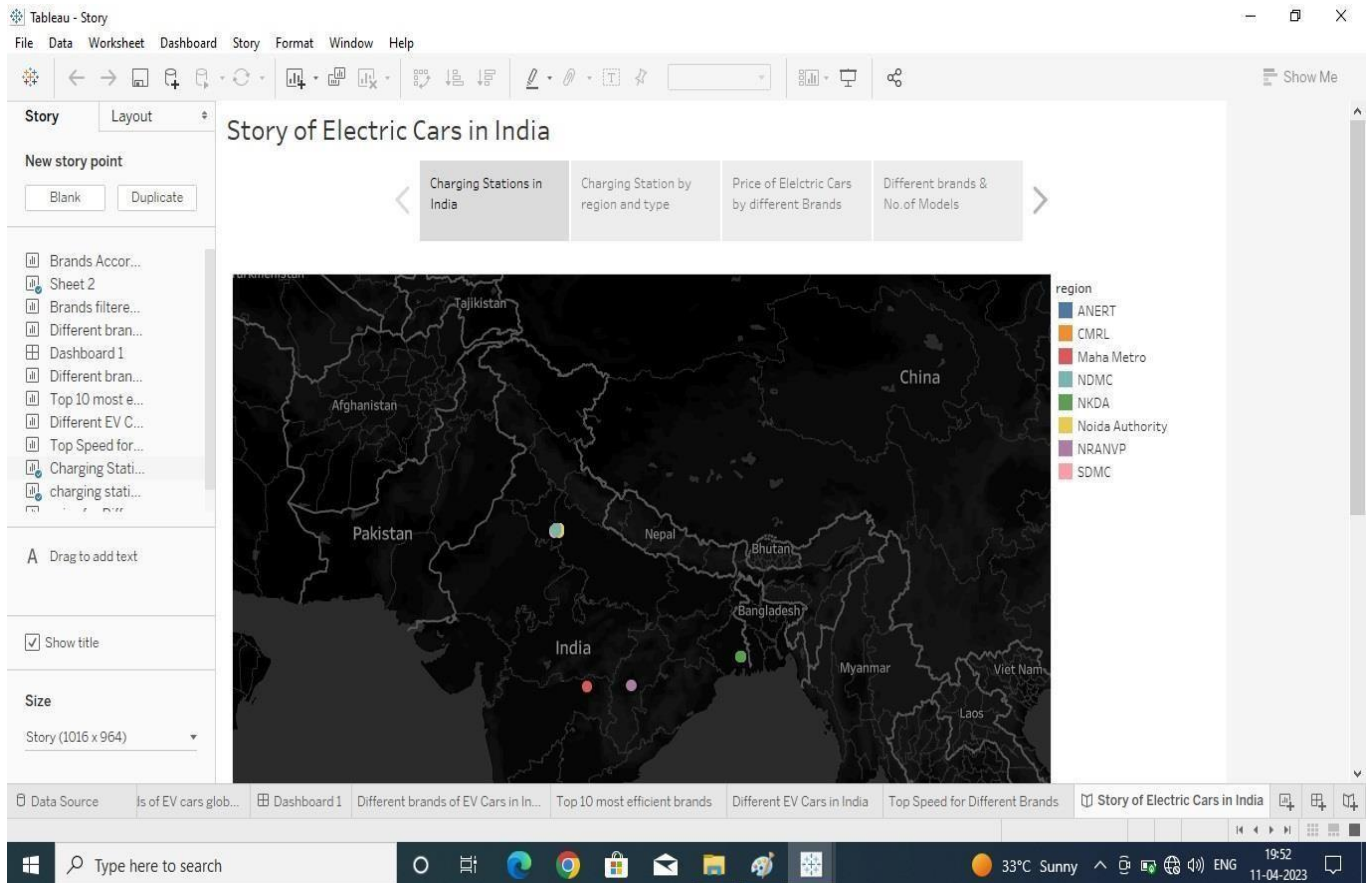 Tableau - Story
File Data Worksheet Dashboard Story Format Window Help
Show Me
Story Layout
New story point
Blank Duplicate
Brands Accor...
Sheet 2
Brands filtere...
Different bran...
Dashboard 1
Different bran...
Top 10 most e...
Different EV C...
Top Speed for...
Charging Stati...
charging stati...
A Drag to add text
Show title
Size
Story (1016 x 964)
Story of Electric Cars in India
Charging Stations in
India
Charging Station by
region and type
Price of Elelctric Cars
by different Brands
Different brands &
No.of Models
Tajikistan
China
Afghanistan
Pakistan
Nepal
Bhutan
Bangladesh
India
Myanmar
Viet Nam
Laos
region
ANERT
CMRL
Maha Metro
NDMC
NKDA
Noida Authority
NRANVP
SDMC
Data Source ls of EV cars glob... Dashboard 1 Different brands of EV Cars in In... Top 10 most efficient brands Different EV Cars in India Top Speed for Different Brands Story of Electric Cars in India
Type here to search
33°C Sunny ENG 19:52
11-04-2023